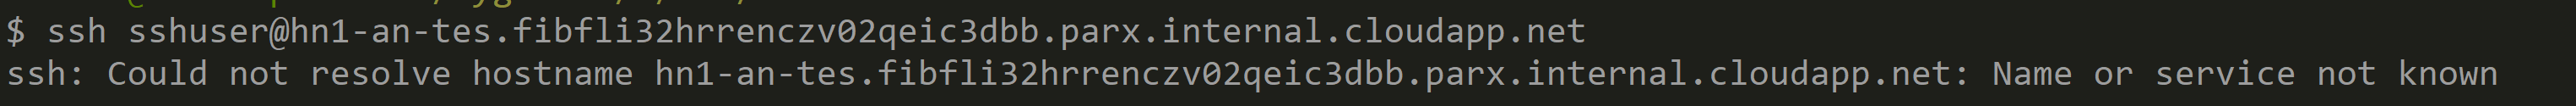 $ ssh sshuser@hn1-an-tes.fibfli32hrrenczv02qeic3dbb.parx.internal.cloudapp.net
ssh: Could not resolve hostname hn1-an-tes.fibfli32hrrenczv02qeic3dbb.parx.internal.cloudapp.net: Name or service not known